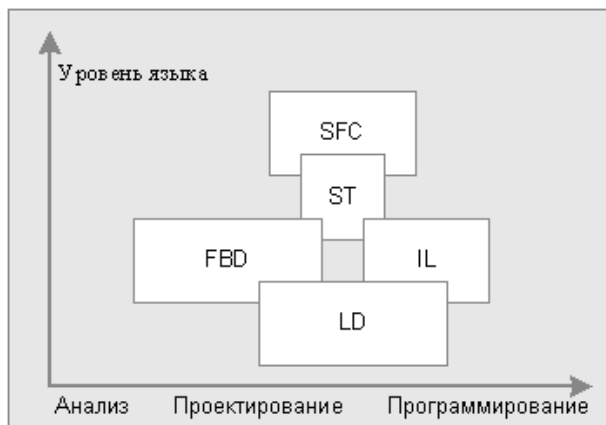 Уровень языка
SFC
ST
FBD
IL
LD
Анализ Проектирование Программирование